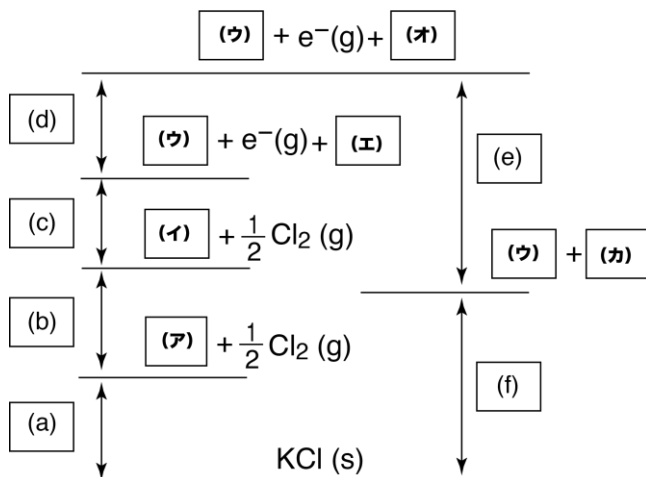 (ウ) + e⁻(g) + (オ)
(d)
(ウ) + e⁻(g) + (エ)
(e)
(c)
(イ) + 1/2 Cl₂ (g)
(ウ) + (カ)
(b)
(ア) + 1/2 Cl₂ (g)
(f)
(a)
KCl (s)